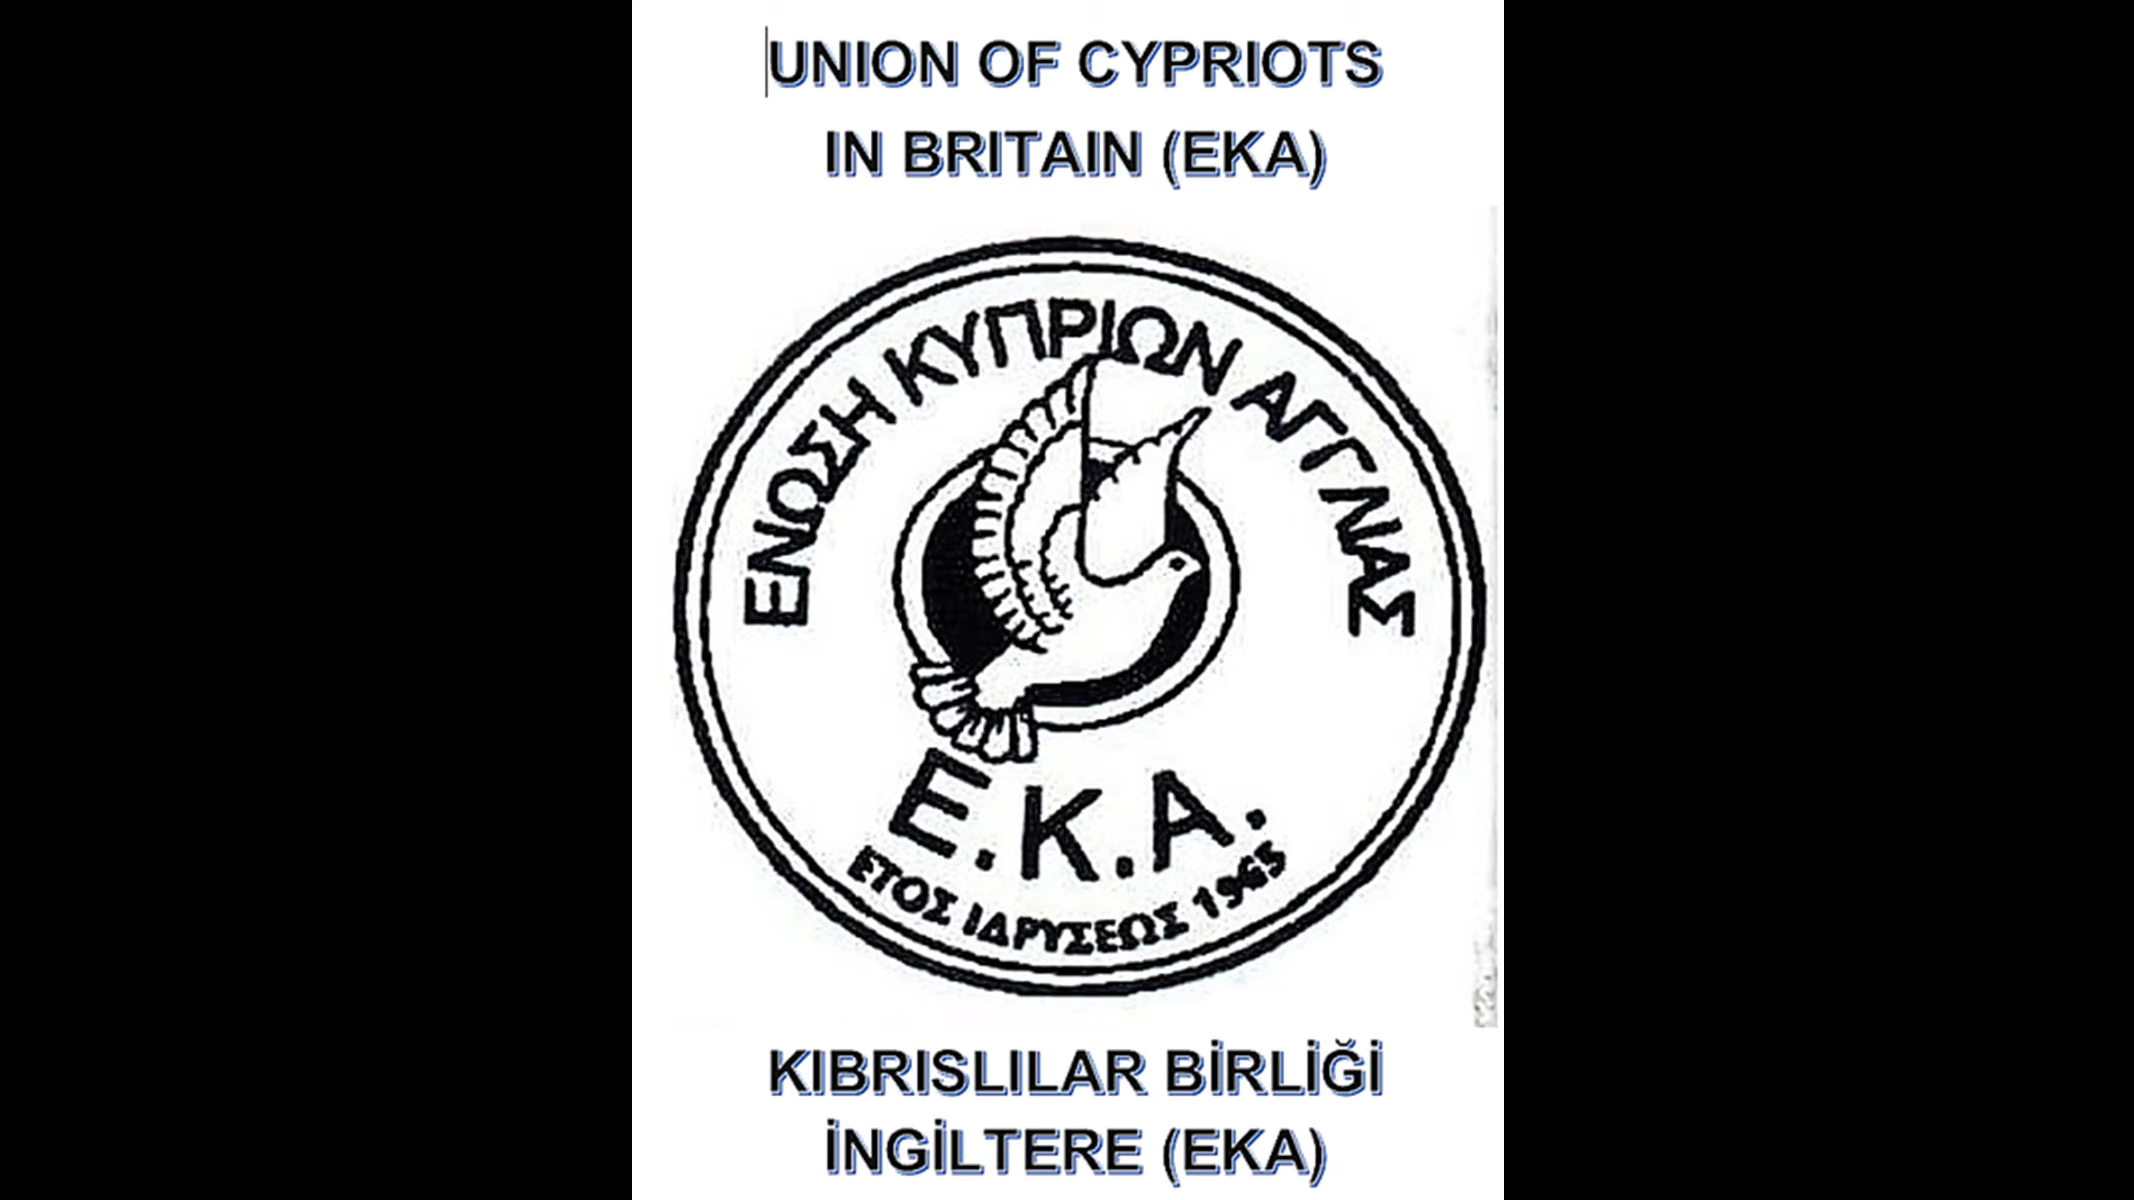 UNION OF CYPRIOTS
IN BRITAIN (EKA)
ΕΝΩΣΗ ΚΥΠΡΙΩΝ ΑΓΓΛΙΑΣ
Ε.Κ.Α.
ΕΤΟΣ ΙΔΡΥΣΕΩΣ 1965
KIBRISLILAR BİRLİĞİ
İNGİLTERE (EKA)